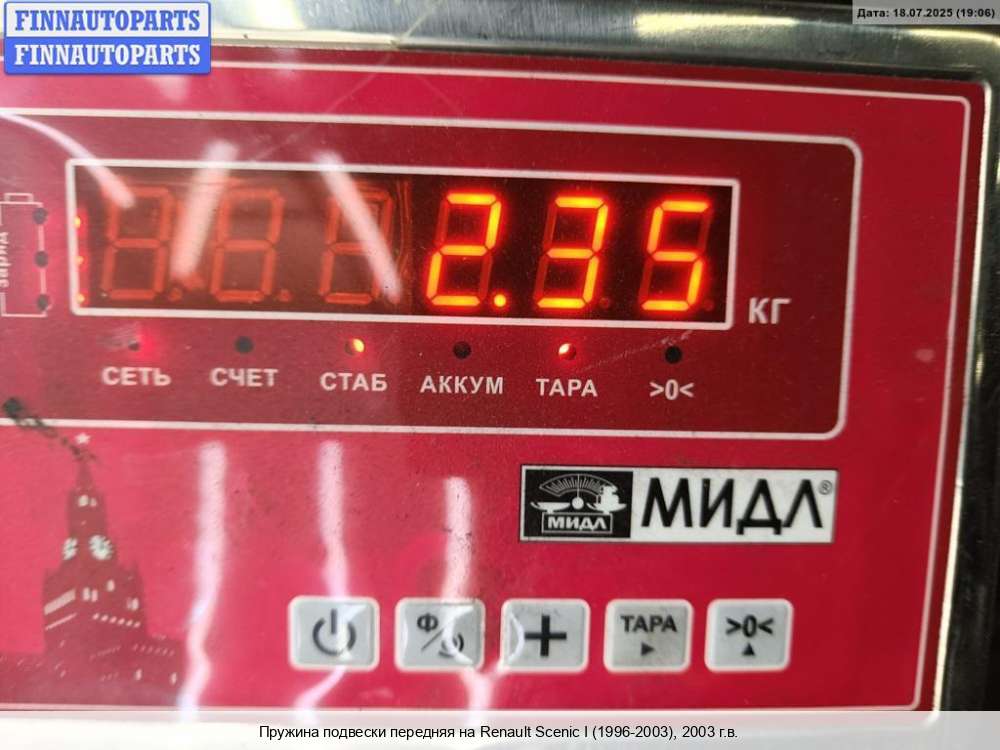 FINNAUTOPARTS
FINNAUTOPARTS
Дата: 18.07.2025 (19:06)
заряд
2.35
КГ
СЕТЬ СЧЕТ СТАБ АККУМ ТАРА >0<
МИДЛ МИДЛ®
Ф ТАРА >0<
Пружина подвески передняя на Renault Scenic I (1996-2003), 2003 г.в.